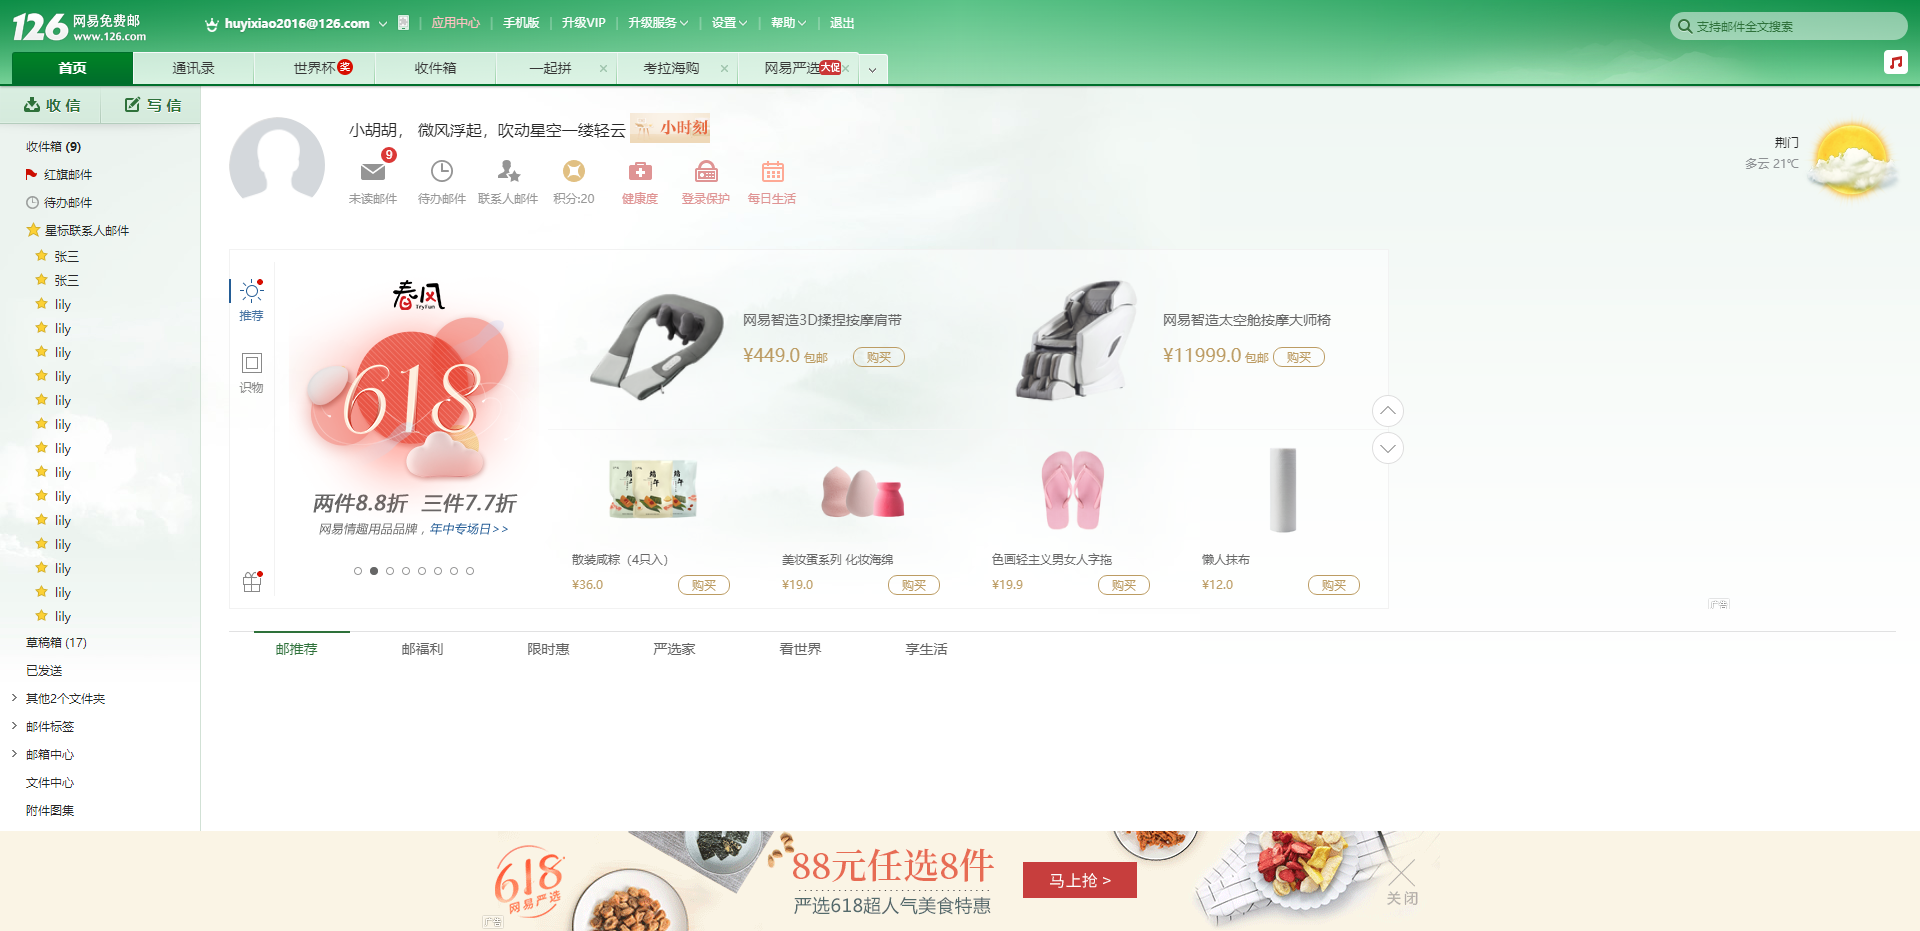 126 网易免费邮
www.126.com
huyixiao2016@126.com
应用中心 | 手机版 | 升级VIP | 升级服务 | 设置 | 帮助 | 退出
支持邮件全文搜索
首页
通讯录
世界杯 奖
收件箱
一起拼 ×
考拉海购 ×
网易严选 大促 ×
收 信
写 信
收件箱 (9)
红旗邮件
待办邮件
星标联系人邮件
张三
张三
lily
lily
lily
lily
lily
lily
lily
lily
lily
lily
lily
lily
lily
lily
草稿箱 (17)
已发送
其他2个文件夹
邮件标签
邮箱中心
文件中心
附件图集
小胡胡， 微风浮起，吹动星空一缕轻云 小时刻
9
未读邮件
待办邮件
联系人邮件
积分:20
健康度
登录保护
每日生活
荆门
多云 21℃
推荐
识物
春风
TryFun
618
两件8.8折 三件7.7折
网易情趣用品品牌，年中专场日>>
网易智造3D揉捏按摩肩带
¥449.0 包邮 购买
网易智造太空舱按摩大师椅
¥11999.0 包邮 购买
端午 端午 端午
散装咸粽（4只入）
¥36.0 购买
美妆蛋系列 化妆海绵
¥19.0 购买
色画轻主义男女人字拖
¥19.9 购买
懒人抹布
¥12.0 购买
广告
邮推荐
邮福利
限时惠
严选家
看世界
享生活
618
网易严选
广告
88元任选8件
严选618超人气美食特惠
马上抢 >
关闭